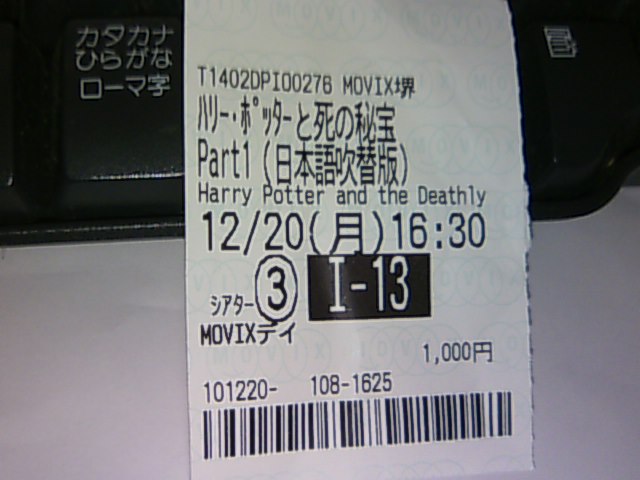 カタカナ
ひらがな
ローマ字
T1402DPI00276 MOVIX堺
ﾊﾘｰ･ﾎﾟｯﾀｰと死の秘宝
Part1 (日本語吹替版)
Harry Potter and the Deathly
12/20(月)16:30
ｼｱﾀｰ③ I-13
MOVIXデイ
1,000円
101220- 108-1625